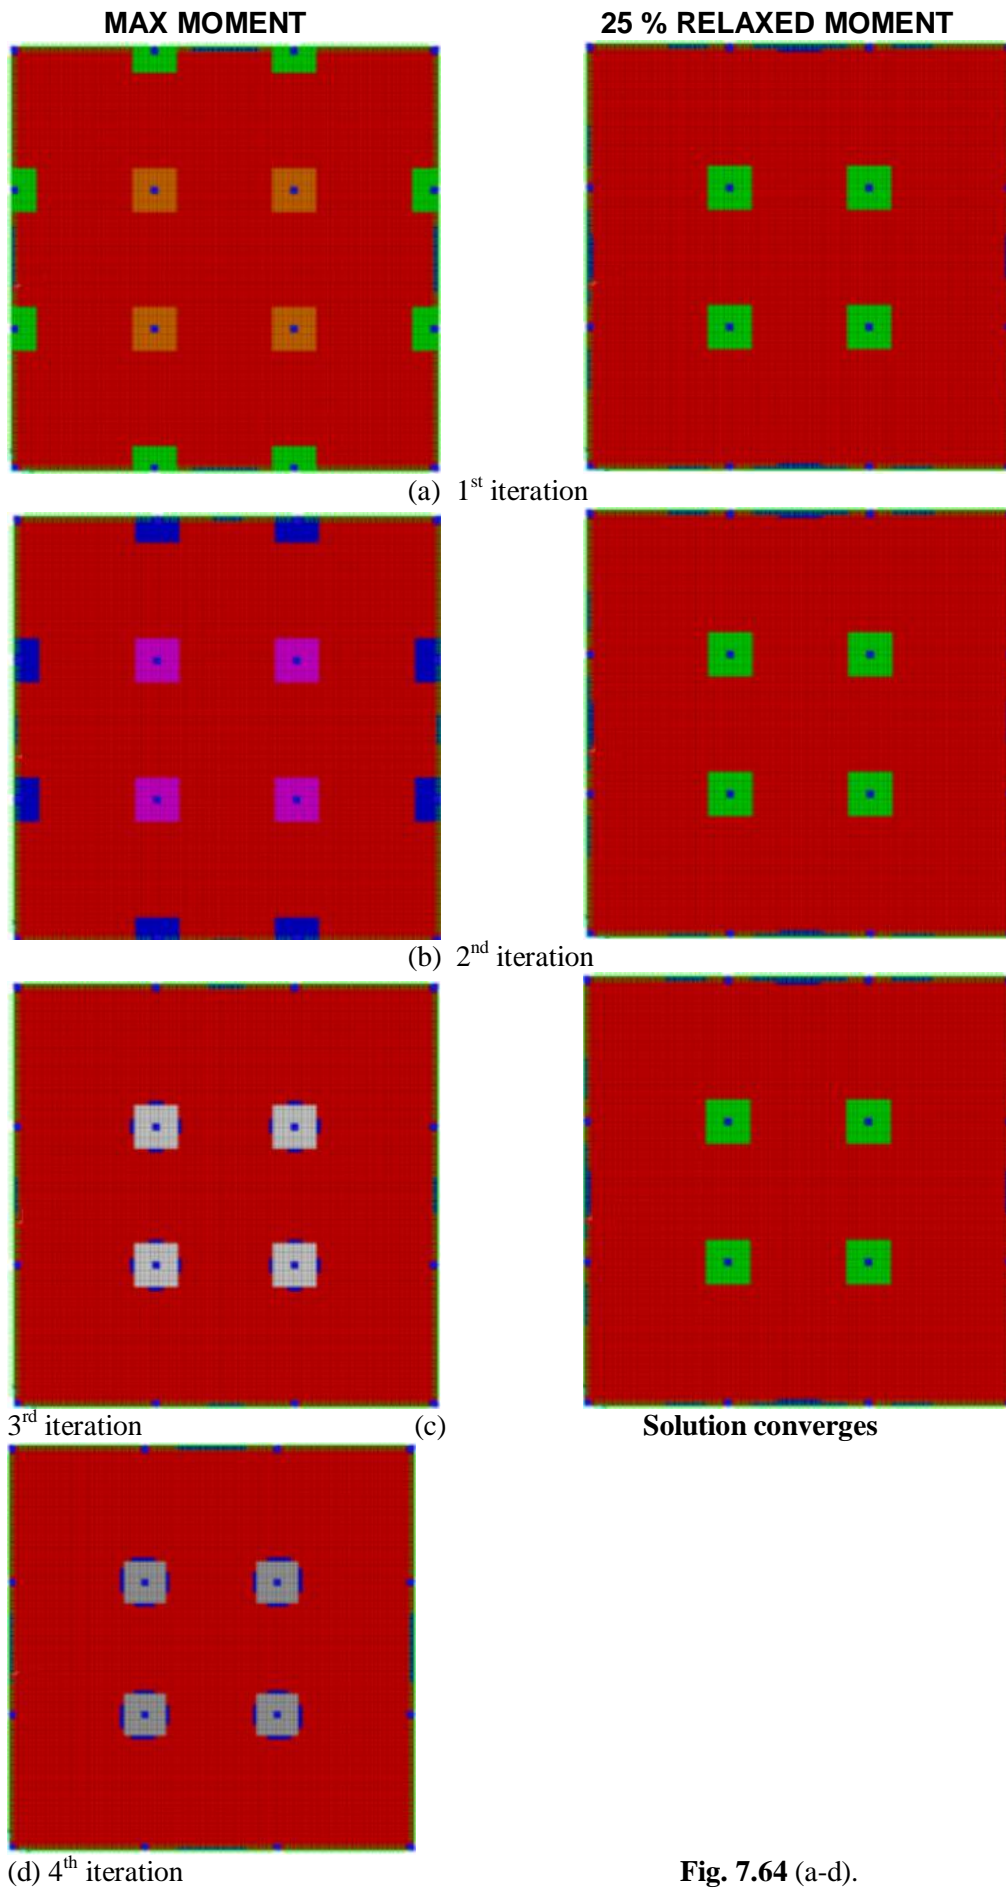 MAX MOMENT
25 % RELAXED MOMENT
(a) 1st iteration
(b) 2nd iteration
3rd iteration (c) Solution converges
(d) 4th iteration
Fig. 7.64 (a-d).